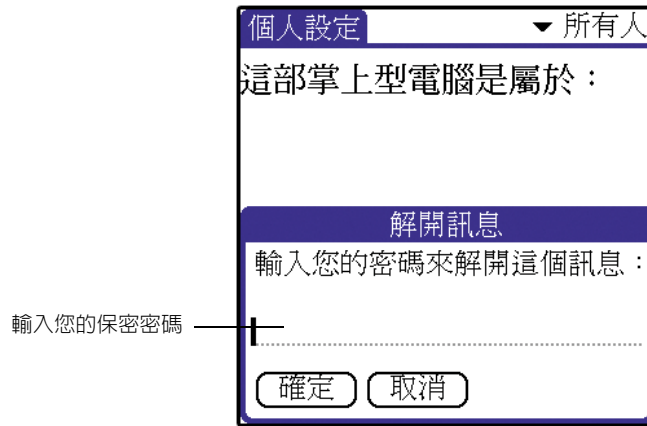 個人設定
所有人
這部掌上型電腦是屬於：
解開訊息
輸入您的密碼來解開這個訊息：
輸入您的保密密碼
確定
取消